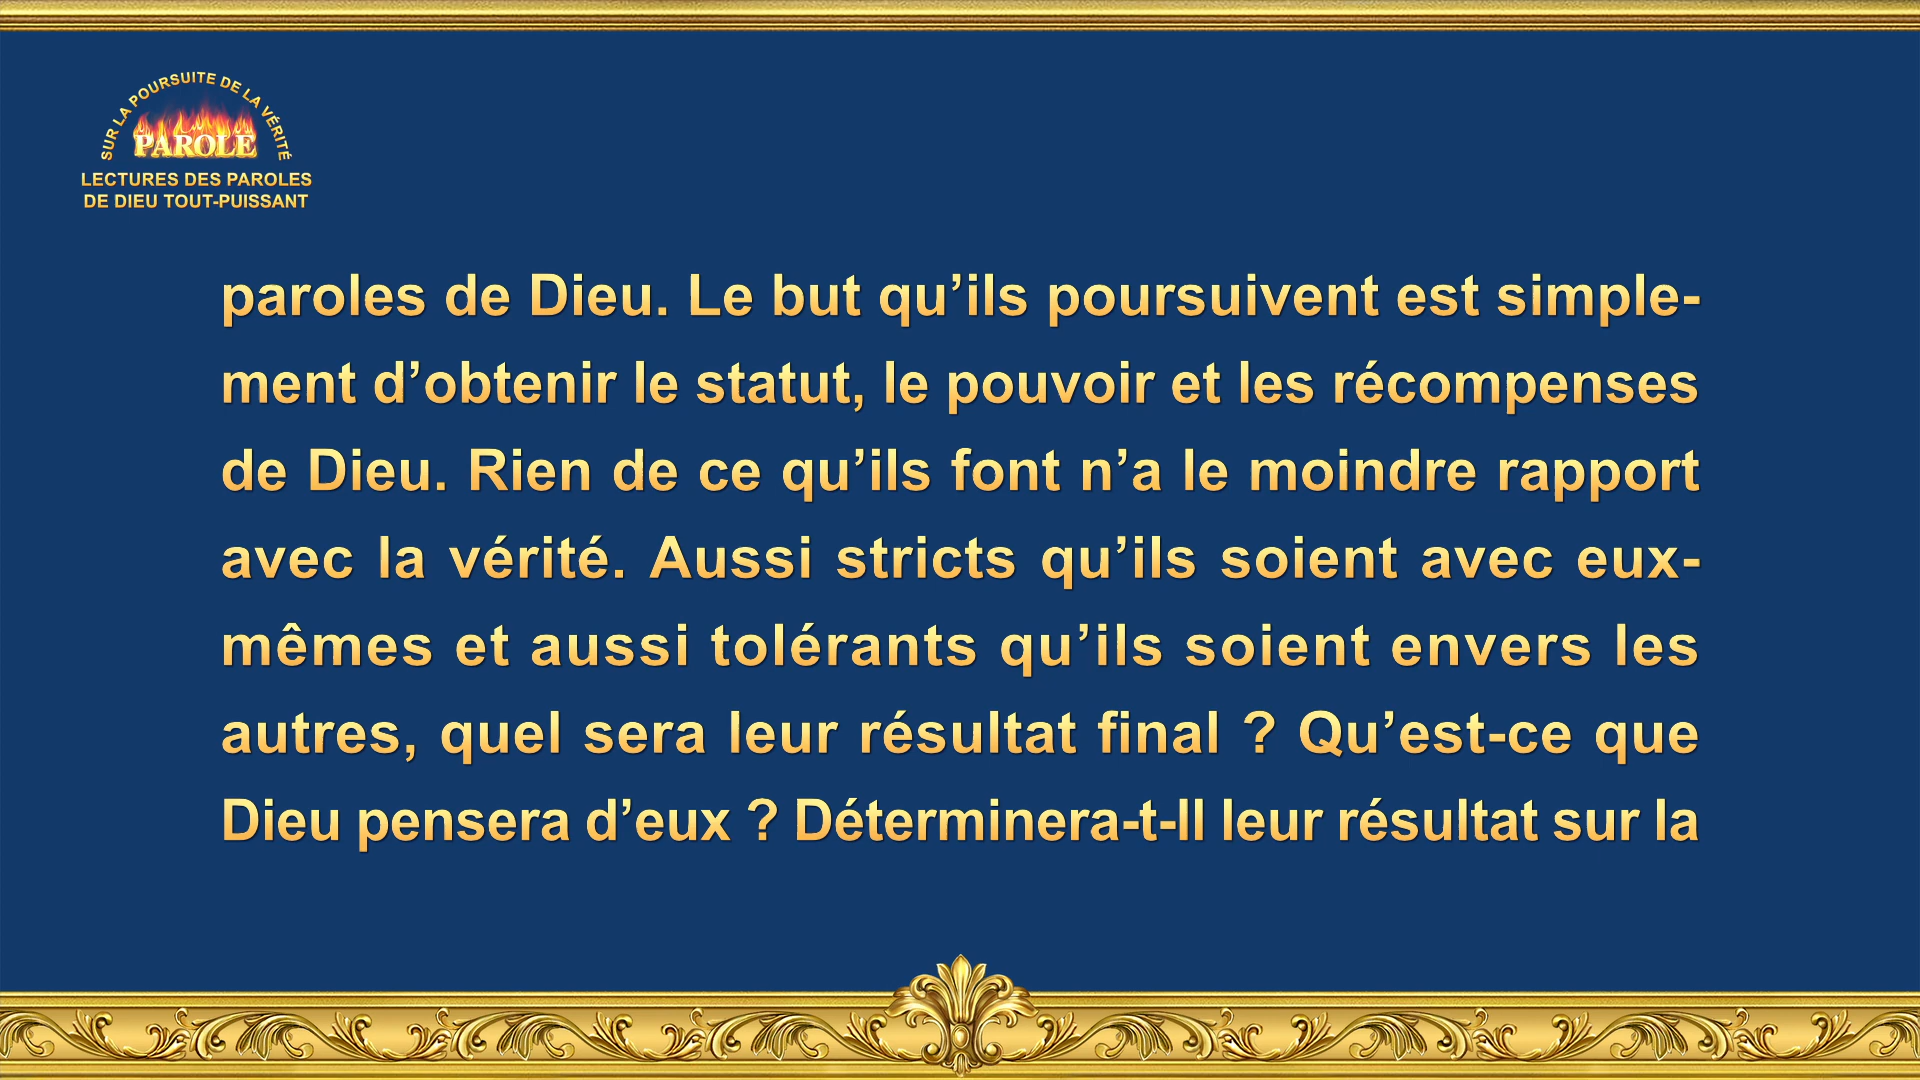 SUR LA POURSUITE DE LA VÉRITÉ
PAROLE
LECTURES DES PAROLES
DE DIEU TOUT-PUISSANT
paroles de Dieu. Le but qu’ils poursuivent est simple-
ment d’obtenir le statut, le pouvoir et les récompenses
de Dieu. Rien de ce qu’ils font n’a le moindre rapport
avec la vérité. Aussi stricts qu’ils soient avec eux-
mêmes et aussi tolérants qu’ils soient envers les
autres, quel sera leur résultat final ? Qu’est-ce que
Dieu pensera d’eux ? Déterminera-t-Il leur résultat sur la